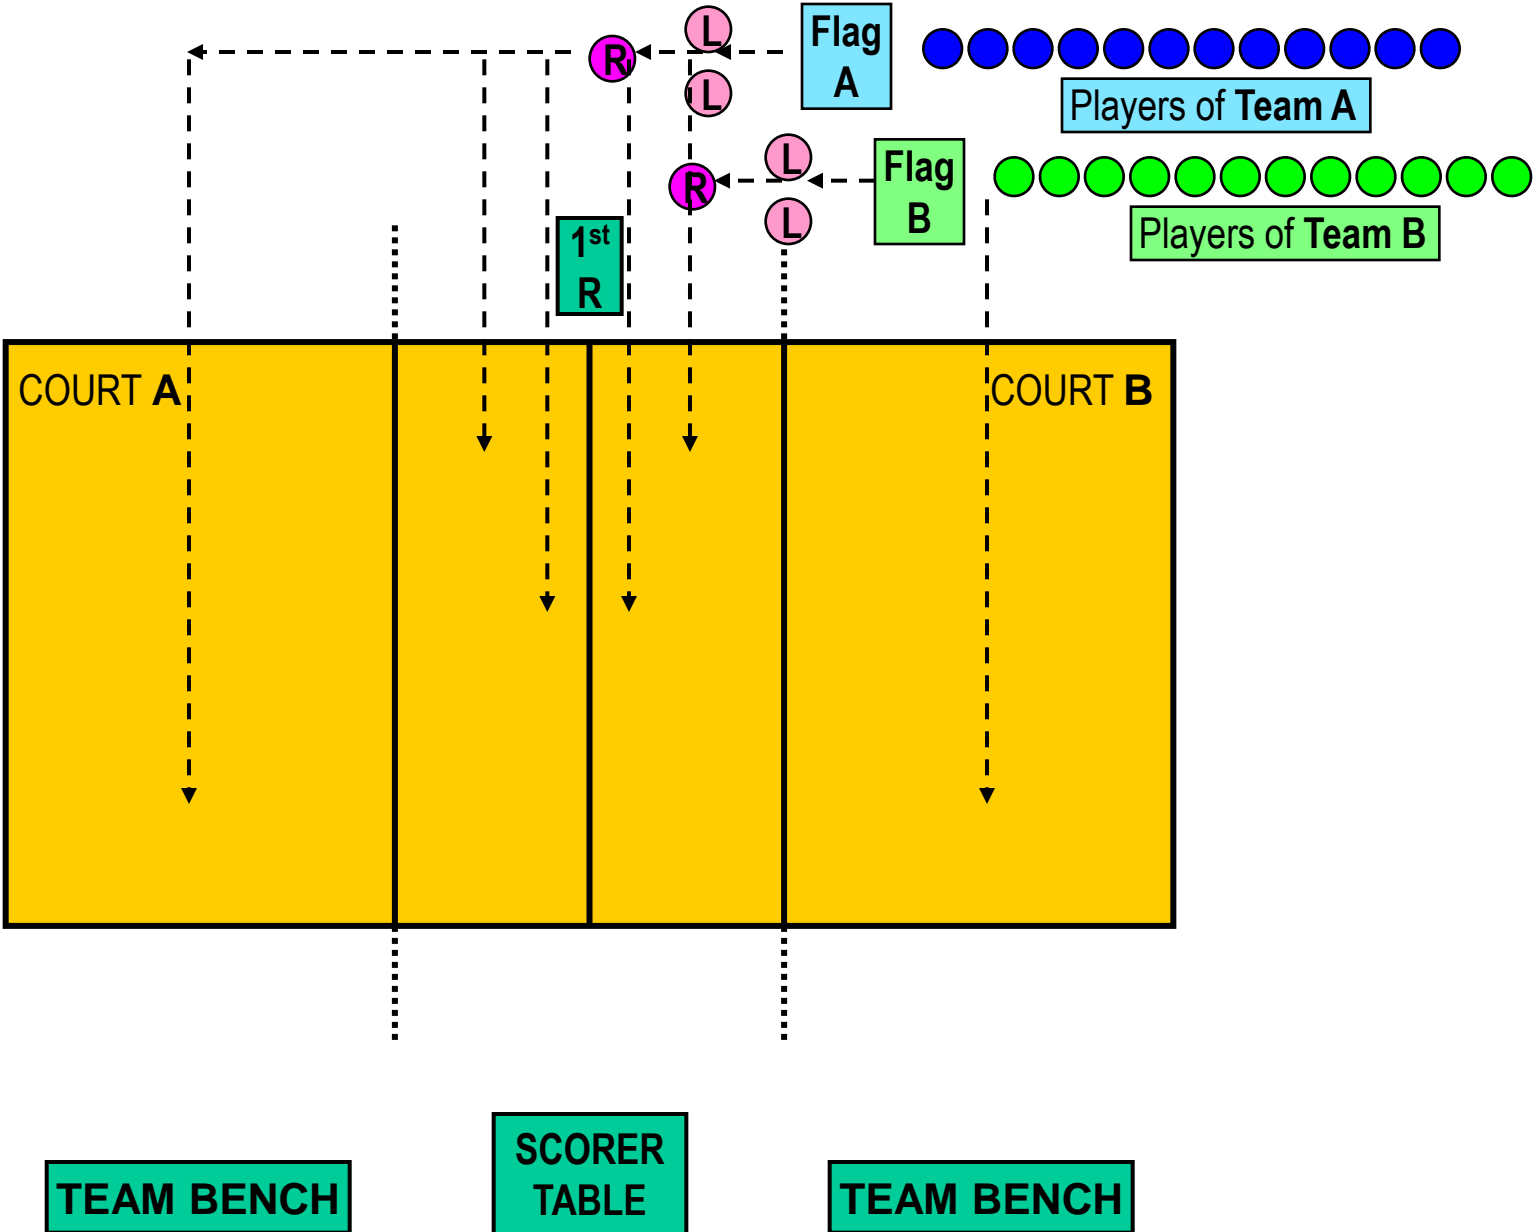 L
Flag
A
R
L
Players of Team A
L
Flag
B
R
L
Players of Team B
1st
R
COURT A
COURT B
SCORER
TABLE
TEAM BENCH
TEAM BENCH